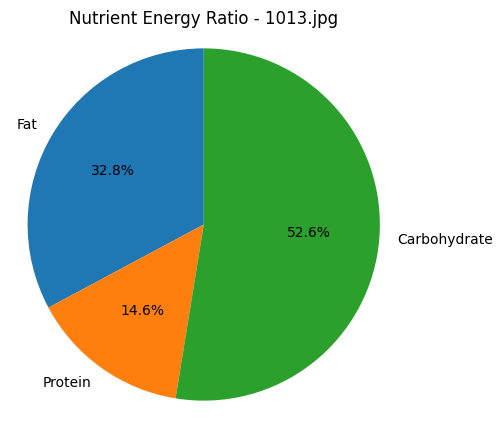 Nutrient Energy Ratio - 1013.jpg
Fat
32.8%
52.6%
Carbohydrate
14.6%
Protein